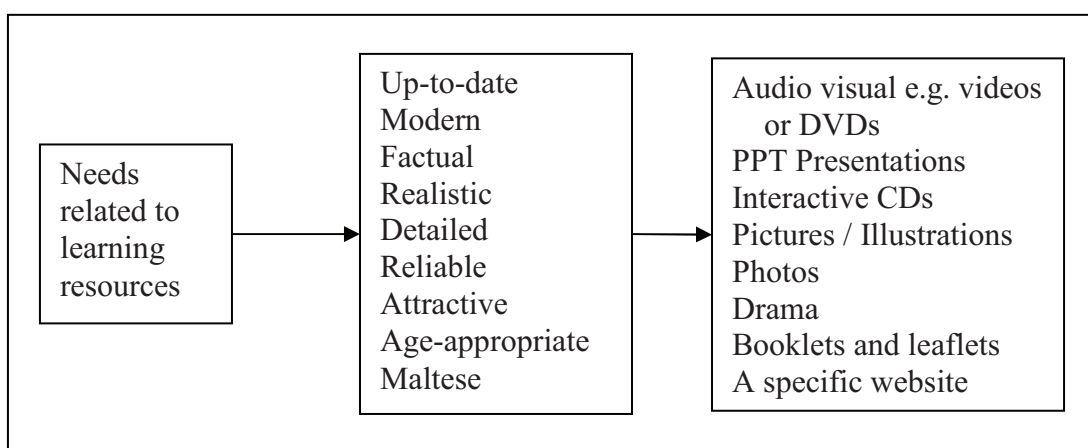 Needs
related to
learning
resources
Up-to-date
Modern
Factual
Realistic
Detailed
Reliable
Attractive
Age-appropriate
Maltese
Audio visual e.g. videos
or DVDs
PPT Presentations
Interactive CDs
Pictures / Illustrations
Photos
Drama
Booklets and leaflets
A specific website